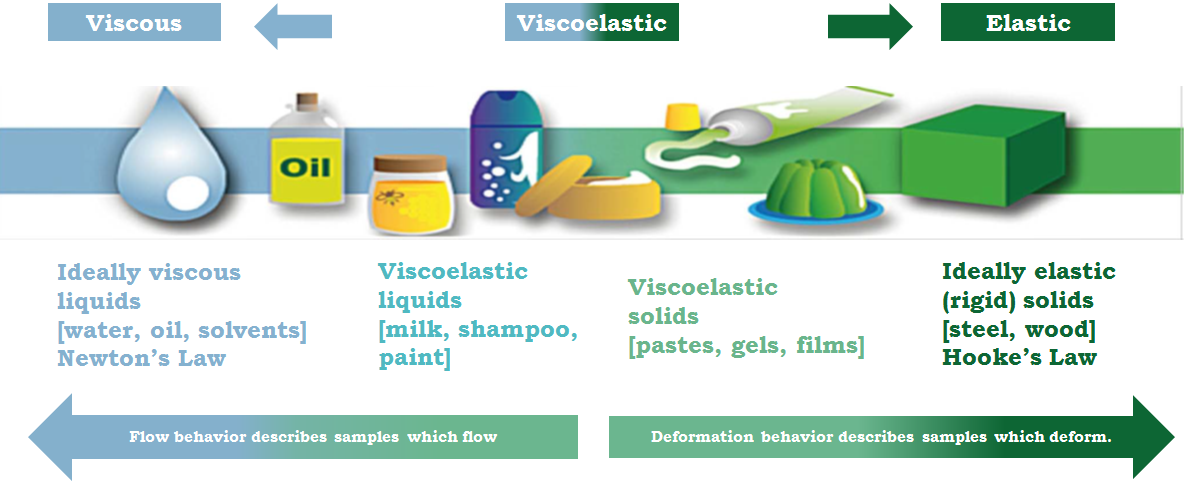 Viscous
Viscoelastic
Elastic
Oil
Ideally viscous
liquids
[water, oil, solvents]
Newton's Law
Viscoelastic
liquids
[milk, shampoo,
paint]
Viscoelastic
solids
[pastes, gels, films]
Ideally elastic
(rigid) solids
[steel, wood]
Hooke's Law
Flow behavior describes samples which flow
Deformation behavior describes samples which deform.